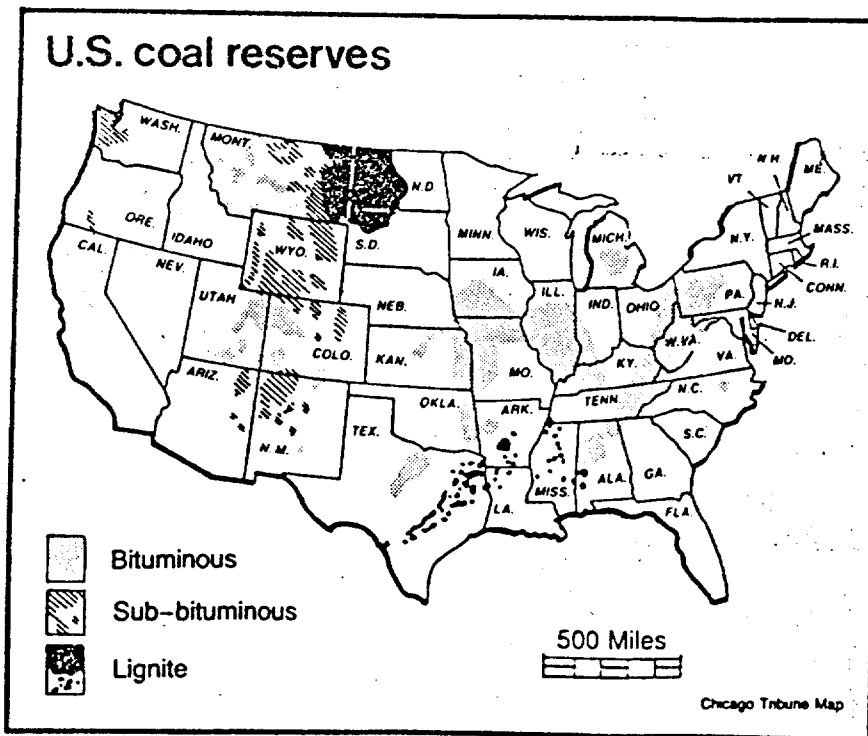 U.S. coal reserves
WASH.
MONT.
N.D.
ORE.
IDAHO
WYO.
S.D.
MINN.
WIS.
MICH.
VT.
N.H.
ME.
N.Y.
MASS.
R.I.
CONN.
CAL.
NEV.
UTAH
COLO.
NEB.
IA.
ILL.
IND.
OHIO
PA.
N.J.
DEL.
MO.
W.VA.
VA.
KAN.
MO.
KY.
ARIZ.
N.M.
OKLA.
ARK.
TENN.
N.C.
S.C.
TEX.
LA.
MISS.
ALA.
GA.
FLA.
Bituminous
Sub-bituminous
Lignite
500 Miles
Chicago Tribune Map